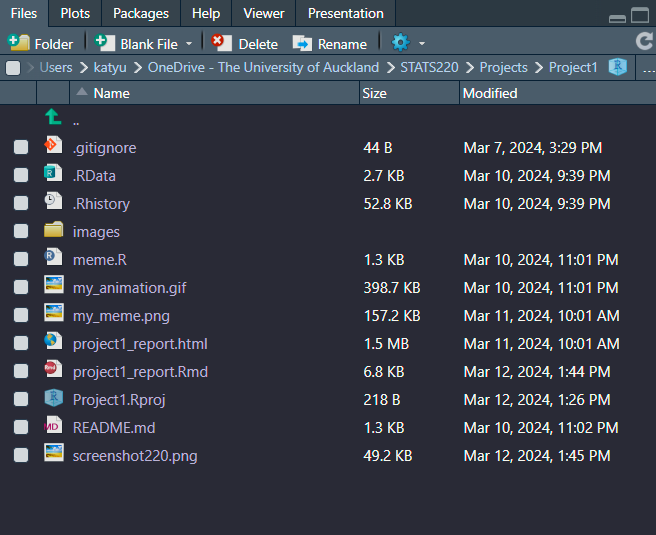 Files Plots Packages Help Viewer Presentation
Folder Blank File Delete Rename
Users katyu OneDrive - The University of Auckland STATS220 Projects Project1 R ...
Name Size Modified
..
.gitignore 44 B Mar 7, 2024, 3:29 PM
.RData 2.7 KB Mar 10, 2024, 9:39 PM
.Rhistory 52.8 KB Mar 10, 2024, 9:39 PM
images
meme.R 1.3 KB Mar 10, 2024, 11:01 PM
my_animation.gif 398.7 KB Mar 10, 2024, 11:01 PM
my_meme.png 157.2 KB Mar 11, 2024, 10:01 AM
project1_report.html 1.5 MB Mar 11, 2024, 10:01 AM
Rmd project1_report.Rmd 6.8 KB Mar 12, 2024, 1:44 PM
R Project1.Rproj 218 B Mar 12, 2024, 1:26 PM
MD README.md 1.3 KB Mar 10, 2024, 11:02 PM
screenshot220.png 49.2 KB Mar 12, 2024, 1:45 PM